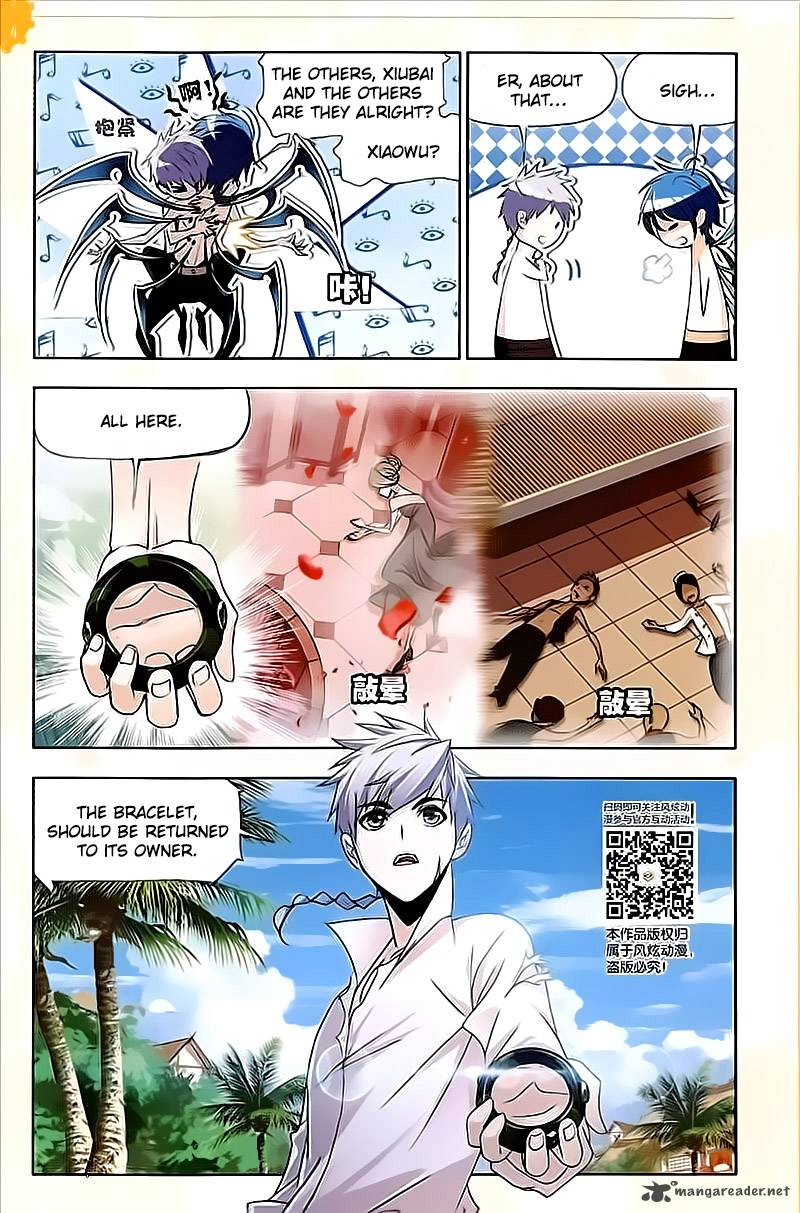 啊!
抱紧
THE OTHERS, XIUBAI
AND THE OTHERS
ARE THEY ALRIGHT?
XIAOWU?
咔!
ER, ABOUT
THAT...
SIGH...
ALL HERE.
敲晕
敲晕
THE BRACELET,
SHOULD BE RETURNED
TO ITS OWNER.
扫码即可关注风炫动
漫参与官方互动活动。
本作品版权归
属于风炫动漫,
盗版必究!
mangareader.net